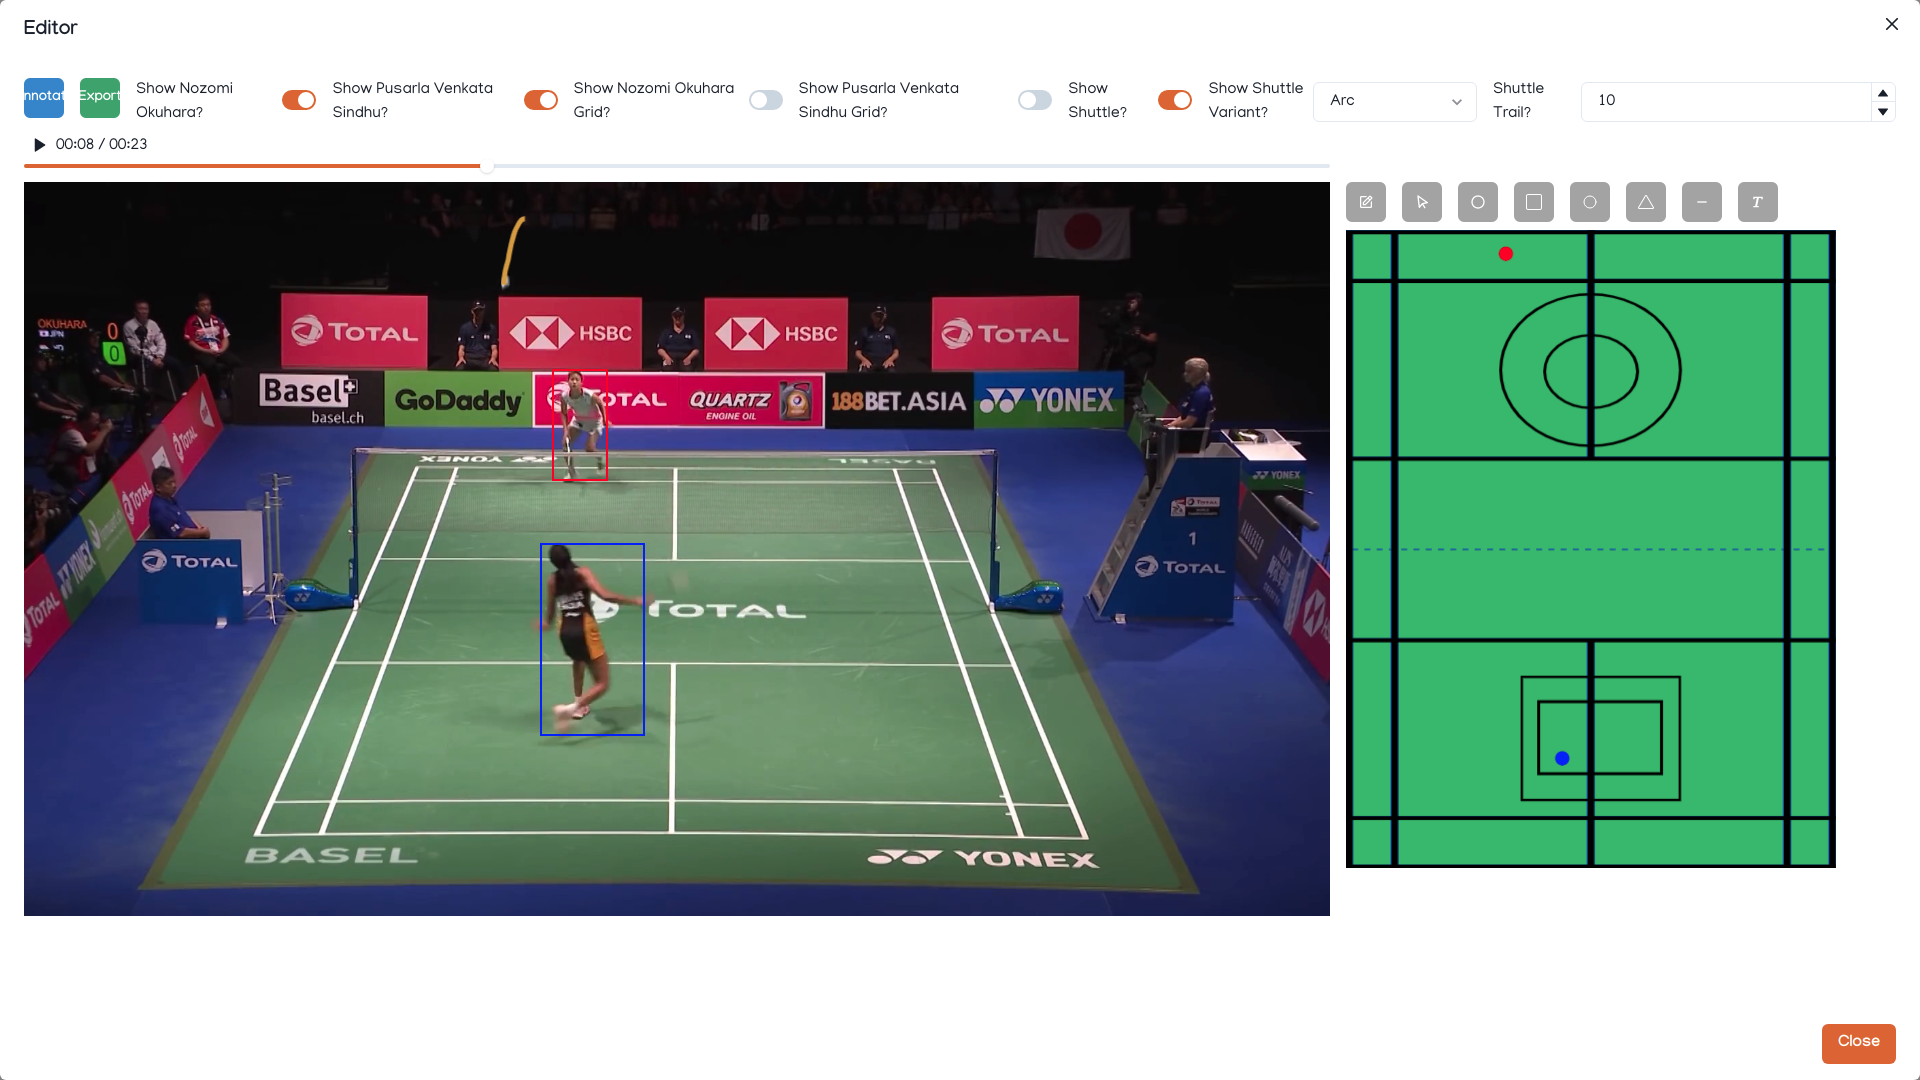 Editor
nnotat
Export
Show Nozomi
Okuhara?
Show Pusarla Venkata
Sindhu?
Show Nozomi Okuhara
Grid?
Show Pusarla Venkata
Sindhu Grid?
Show
Shuttle?
Show Shuttle
Variant?
Arc
Shuttle
Trail?
10
00:08 / 00:23
T
OKUHARA 0
JPN
0
TOTAL
HSBC
HSBC
TOTAL
Basel
basel.ch
GoDaddy
TOTAL
QUARTZ
ENGINE OIL
188BET.ASIA
YONEX
TOTAL
TOTAL
YONEX
TOTAL
YONEX
BASEL
YONEX
TOTAL
TOTAL
1
TOTAL
TOTAL
BASEL
YONEX
Close